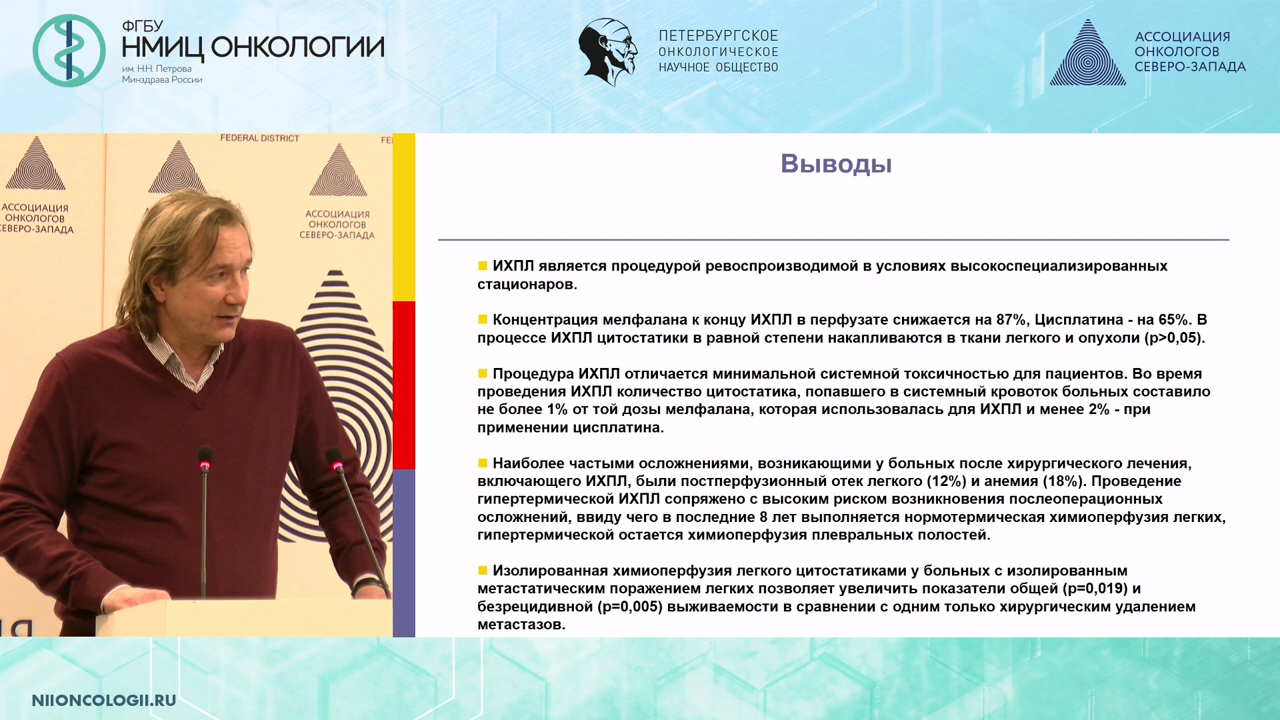 ФГБУ
НМИЦ ОНКОЛОГИИ
им. Н.Н. Петрова
Минздрава России
ПЕТЕРБУРГСКОЕ
ОНКОЛОГИЧЕСКОЕ
НАУЧНОЕ ОБЩЕСТВО
АССОЦИАЦИЯ
ОНКОЛОГОВ
СЕВЕРО-ЗАПАДА
FEDERAL DISTRICT
FE
АССОЦИАЦИЯ
ОНКОЛОГОВ
СЕВЕРО-ЗАПАДА
АССОЦИАЦИЯ
ОНКОЛОГОВ
СЕВЕРО-ЗАПАДА
Выводы
ИХПЛ является процедурой ревоспроизводимой в условиях высокоспециализированных
стационаров.
Концентрация мелфалана к концу ИХПЛ в перфузате снижается на 87%, Цисплатина - на 65%. В
процессе ИХПЛ цитостатики в равной степени накапливаются в ткани легкого и опухоли (p>0,05).
Процедура ИХПЛ отличается минимальной системной токсичностью для пациентов. Во время
проведения ИХПЛ количество цитостатика, попавшего в системный кровоток больных составило
не более 1% от той дозы мелфалана, которая использовалась для ИХПЛ и менее 2% - при
применении цисплатина.
Наиболее частыми осложнениями, возникающими у больных после хирургического лечения,
включающего ИХПЛ, были постперфузионный отек легкого (12%) и анемия (18%). Проведение
гипертермической ИХПЛ сопряжено с высоким риском возникновения послеоперационных
осложнений, ввиду чего в последние 8 лет выполняется нормотермическая химиоперфузия легких,
гипертермической остается химиоперфузия плевральных полостей.
Изолированная химиоперфузия легкого цитостатиками у больных с изолированным
метастатическим поражением легких позволяет увеличить показатели общей (p=0,019) и
безрецидивной (p=0,005) выживаемости в сравнении с одним только хирургическим удалением
метастазов.
NIIONCOLOGII.RU